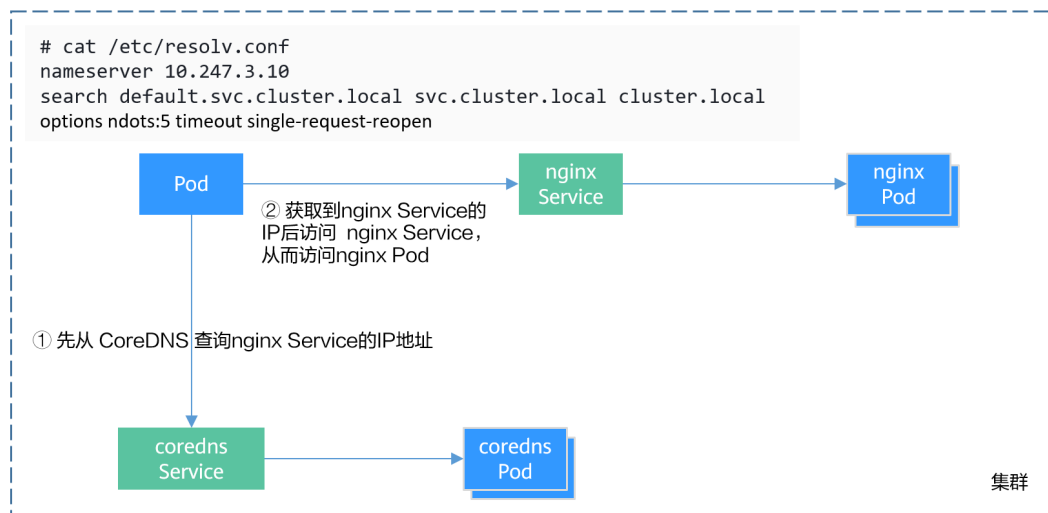 # cat /etc/resolv.conf
nameserver 10.247.3.10
search default.svc.cluster.local svc.cluster.local cluster.local
options ndots:5 timeout single-request-reopen
Pod
nginx
Service
nginx
Pod
② 获取到nginx Service的
IP后访问 nginx Service，
从而访问nginx Pod
① 先从 CoreDNS 查询nginx Service的IP地址
coredns
Service
coredns
Pod
集群